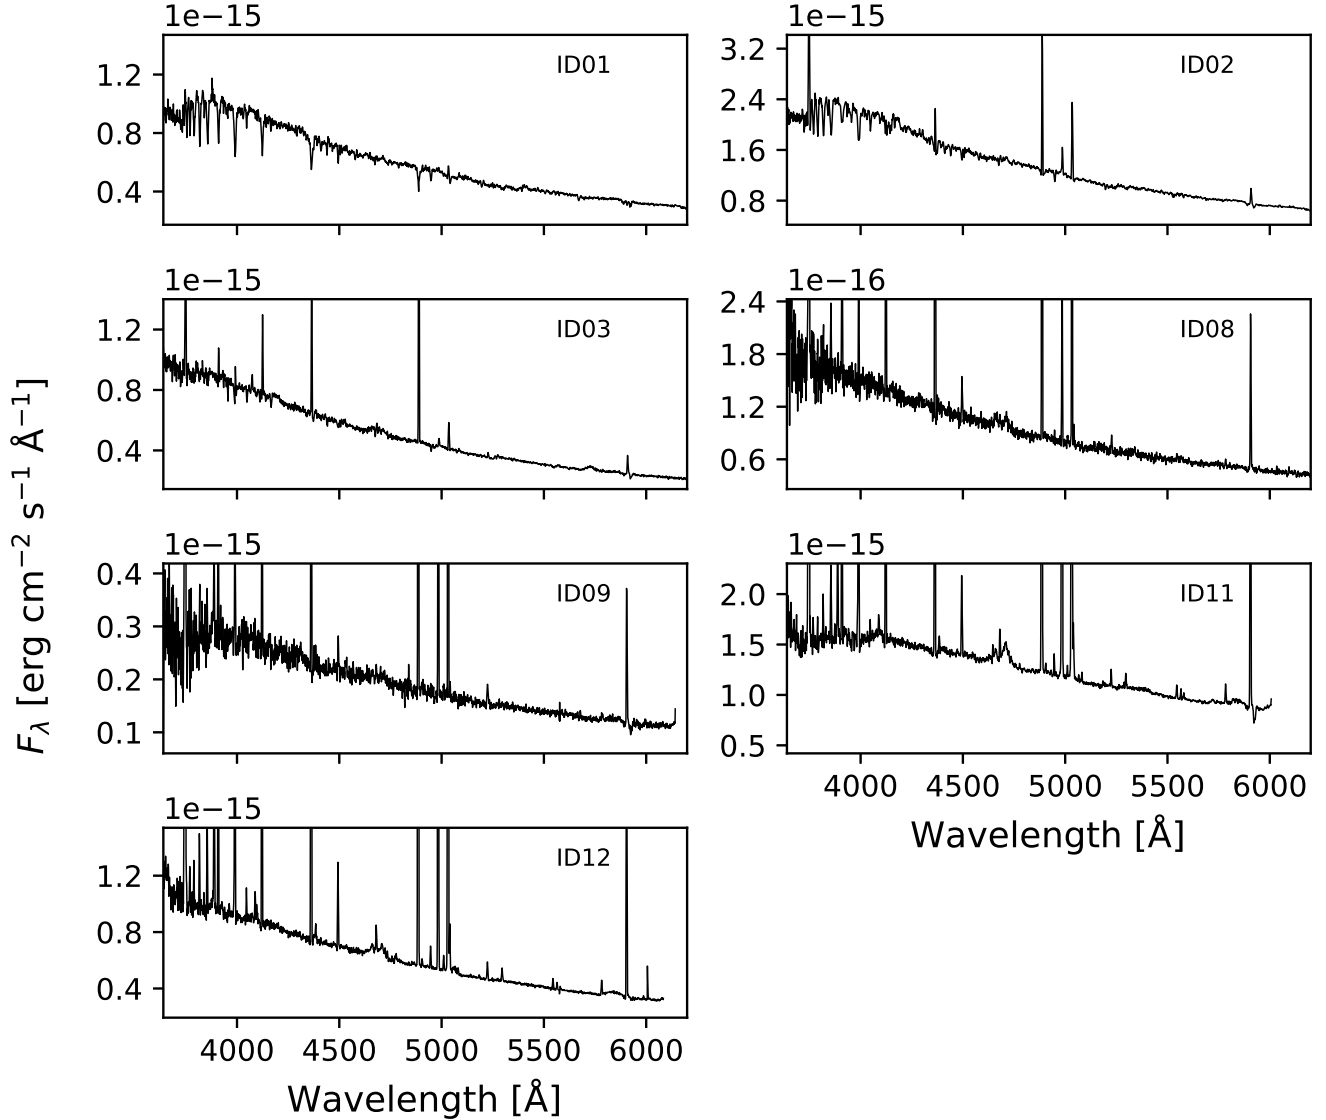 1e−15
1e−15
ID01
ID02
1.2
0.8
0.4
3.2
2.4
1.6
0.8
1e−15
1e−16
ID03
ID08
1.2
0.8
0.4
2.4
1.8
1.2
0.6
1e−15
1e−15
ID09
ID11
0.4
0.3
0.2
0.1
2.0
1.5
1.0
0.5
4000 4500 5000 5500 6000
Wavelength [Å]
1e−15
ID12
1.2
0.8
0.4
4000 4500 5000 5500 6000
Wavelength [Å]
Fλ [erg cm⁻² s⁻¹ Å⁻¹]